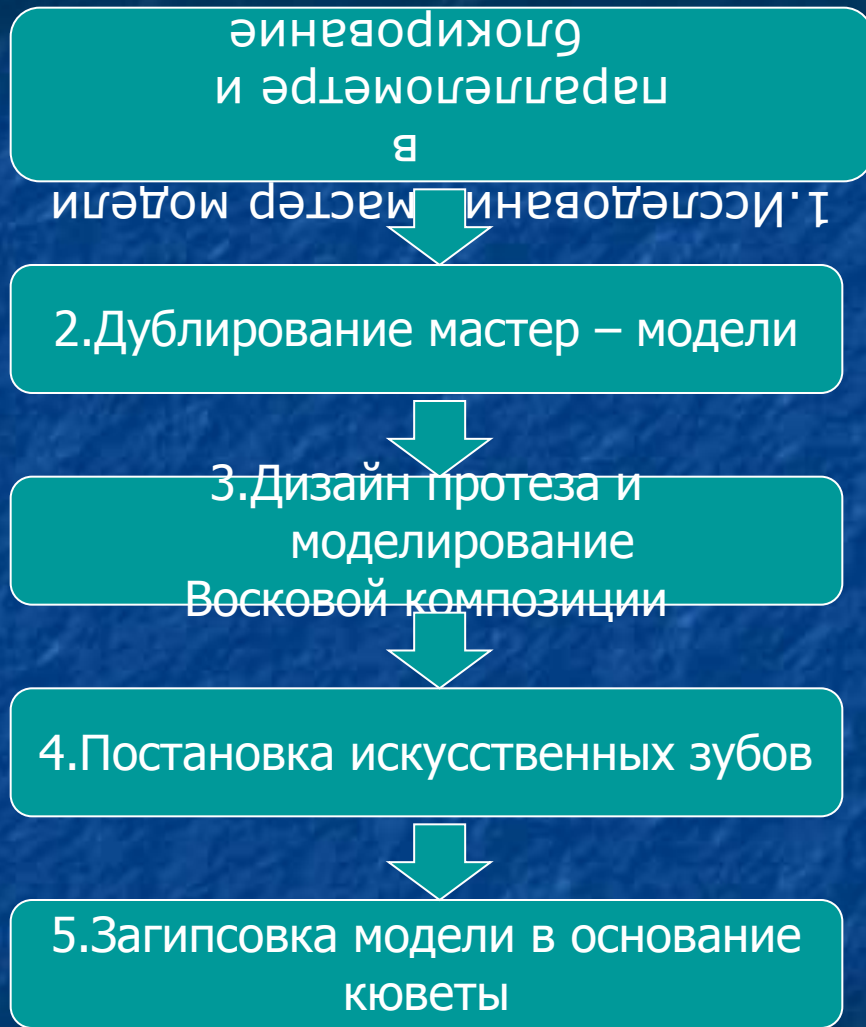 1.Исследовани мастер модели
в
параллелометре и
блокирование
2.Дублирование мастер – модели
3.Дизайн протеза и
моделирование
Восковой композиции
4.Постановка искусственных зубов
5.Загипсовка модели в основание
кюветы